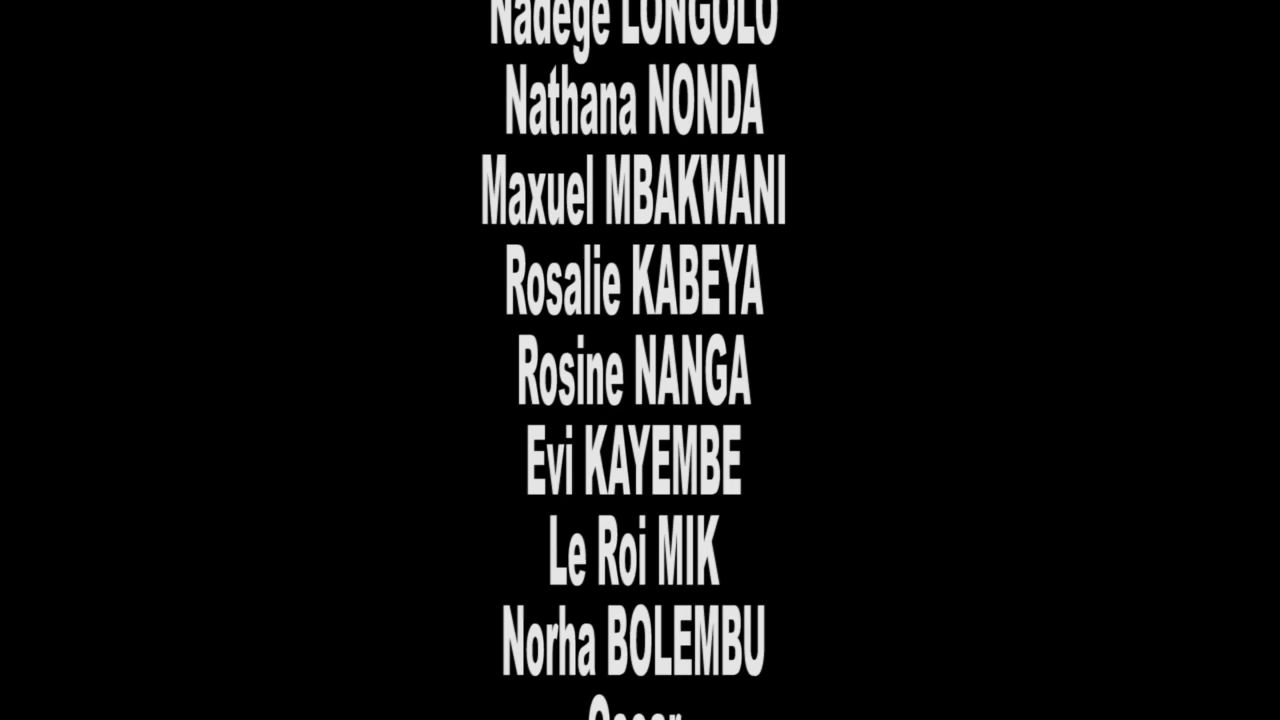 Nadège LONGOLO
Nathana NONDA
Maxuel MBAKWANI
Rosalie KABEYA
Rosine NANGA
Evi KAYEMBE
Le Roi MIK
Norha BOLEMBU